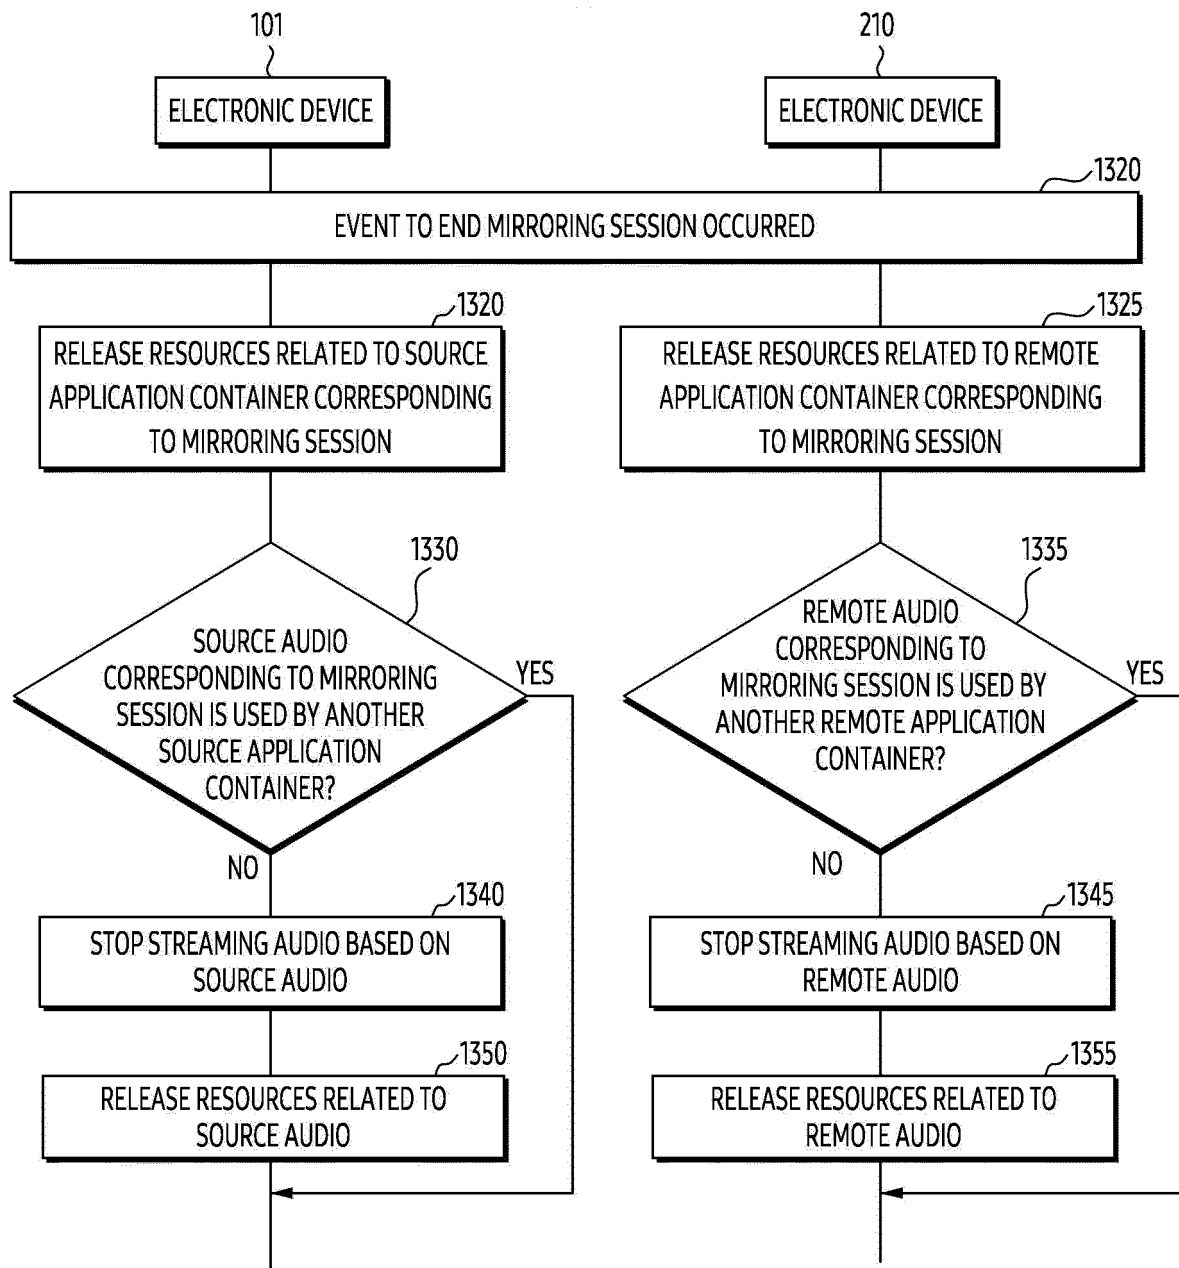 101
210
ELECTRONIC DEVICE
ELECTRONIC DEVICE
1320
EVENT TO END MIRRORING SESSION OCCURRED
1320
RELEASE RESOURCES RELATED TO SOURCE
APPLICATION CONTAINER CORRESPONDING
TO MIRRORING SESSION
1325
RELEASE RESOURCES RELATED TO REMOTE
APPLICATION CONTAINER CORRESPONDING
TO MIRRORING SESSION
1330
SOURCE AUDIO
CORRESPONDING TO MIRRORING
SESSION IS USED BY ANOTHER
SOURCE APPLICATION
CONTAINER?
YES
NO
1335
REMOTE AUDIO
CORRESPONDING TO
MIRRORING SESSION IS USED BY
ANOTHER REMOTE APPLICATION
CONTAINER?
YES
NO
1340
STOP STREAMING AUDIO BASED ON
SOURCE AUDIO
1345
STOP STREAMING AUDIO BASED ON
REMOTE AUDIO
1350
RELEASE RESOURCES RELATED TO
SOURCE AUDIO
1355
RELEASE RESOURCES RELATED TO
REMOTE AUDIO